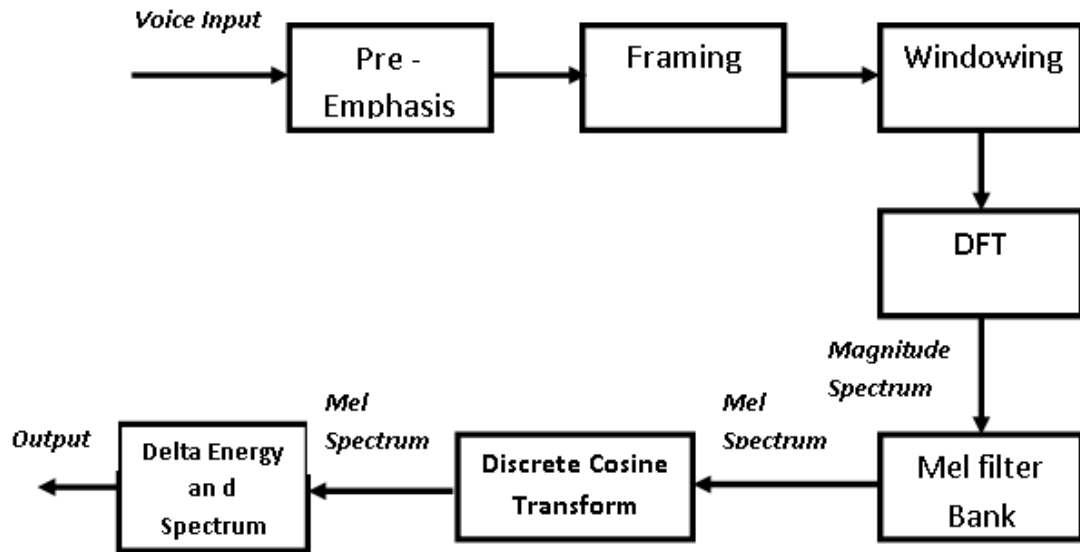 Voice Input
Pre -
Emphasis
Framing
Windowing
DFT
Magnitude
Spectrum
Mel filter
Bank
Mel
Spectrum
Discrete Cosine
Transform
Mel
Spectrum
Delta Energy
an d
Spectrum
Output